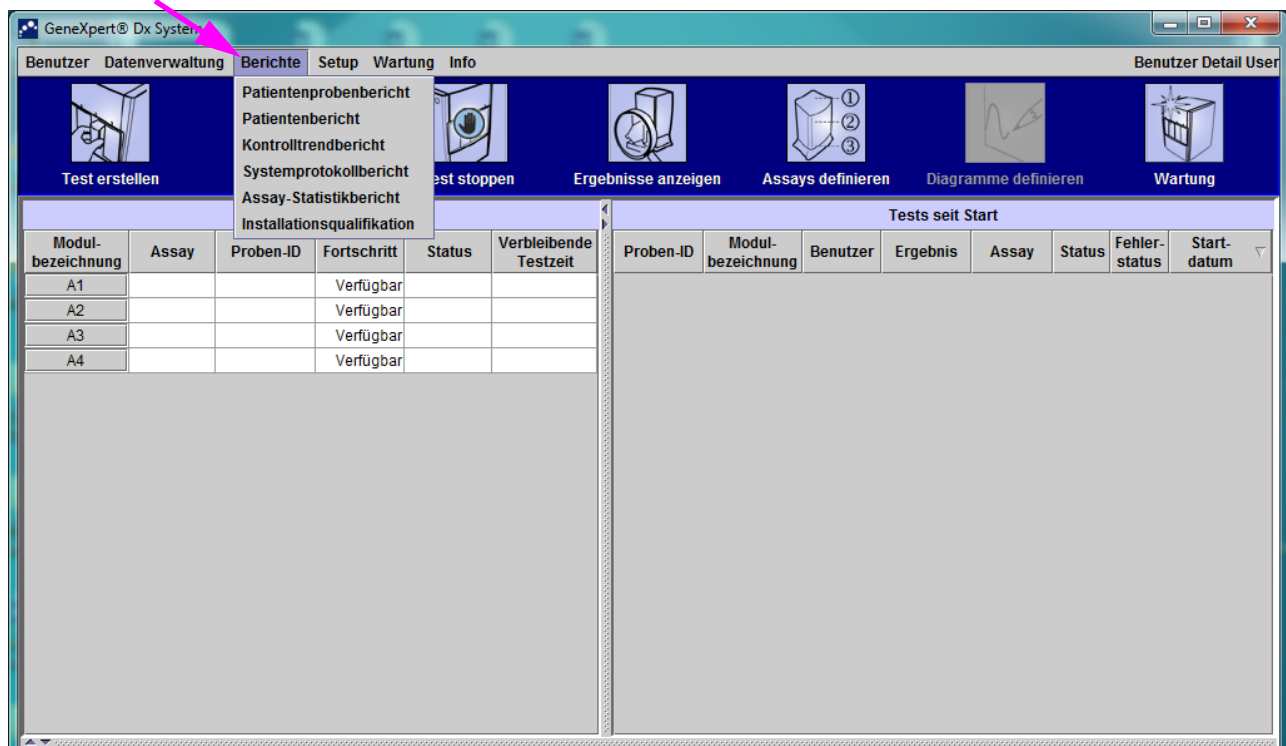 GeneXpert® Dx System
Benutzer Datenverwaltung Berichte Setup Wartung Info Benutzer Detail User
Patientenprobenbericht
Patientenbericht
Kontrolltrendbericht
Systemprotokollbericht
Assay-Statistikbericht
Installationsqualifikation
① ② ③
Test erstellen est stoppen Ergebnisse anzeigen Assays definieren Diagramme definieren Wartung
Tests seit Start
Modul-bezeichnung Assay Proben-ID Fortschritt Status Verbleibende Testzeit
Proben-ID Modul-bezeichnung Benutzer Ergebnis Assay Status Fehler-status Start-datum
A1 Verfügbar
A2 Verfügbar
A3 Verfügbar
A4 Verfügbar